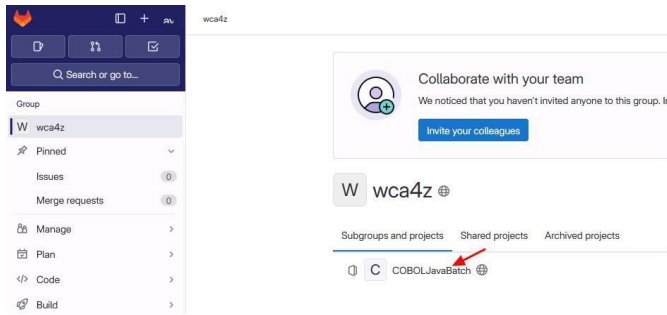 wca4z
Search or go to...
Group
W wca4z
Pinned
Issues 0
Merge requests 0
Manage
Plan
Code
Build
Collaborate with your team
We noticed that you haven't invited anyone to this group. I
Invite your colleagues
W wca4z
Subgroups and projects Shared projects Archived projects
C COBOLJavaBatch